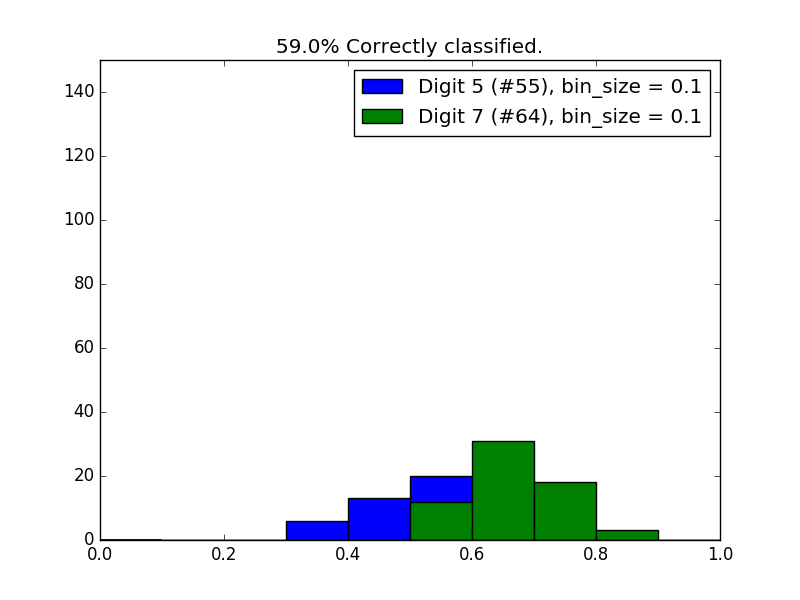 59.0% Correctly classified.
Digit 5 (#55), bin_size = 0.1
Digit 7 (#64), bin_size = 0.1
140
120
100
80
60
40
20
0
0.0 0.2 0.4 0.6 0.8 1.0